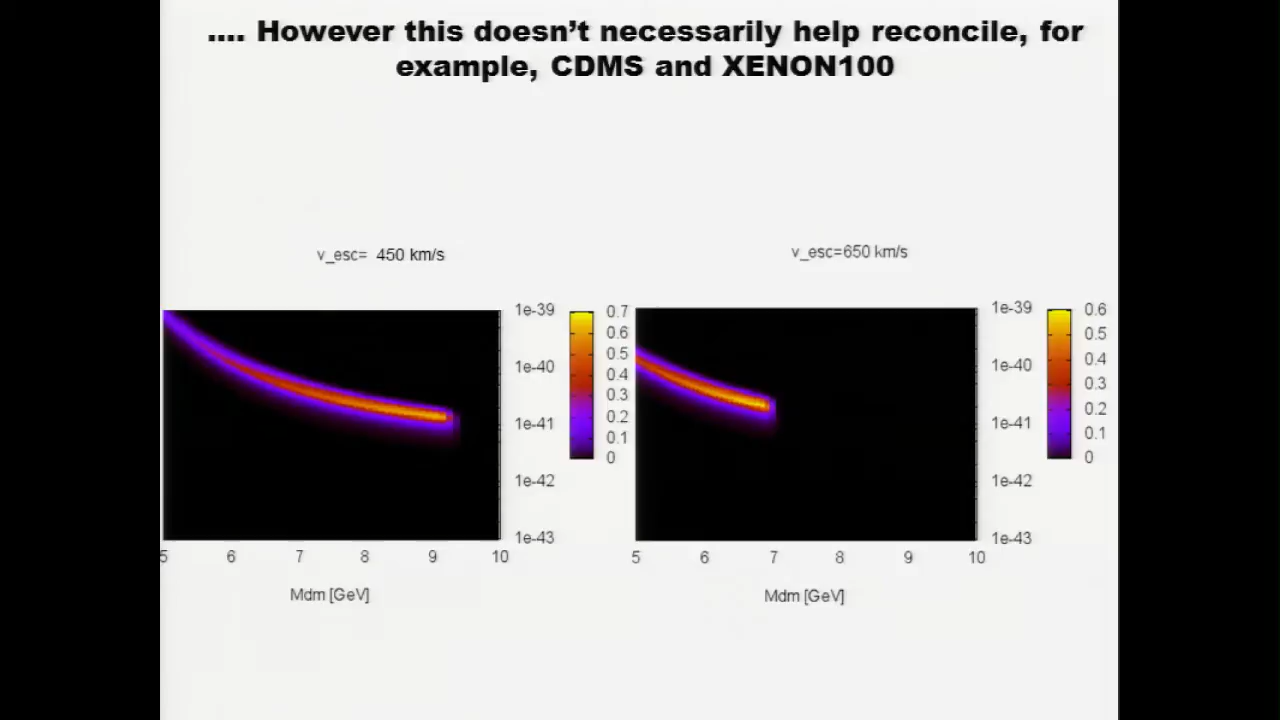 .... However this doesn’t necessarily help reconcile, for
example, CDMS and XENON100
v_esc= 450 km/s
v_esc=650 km/s
1e-39
1e-40
1e-41
1e-42
1e-43
0.7
0.6
0.5
0.4
0.3
0.2
0.1
0
5 6 7 8 9 10
Mdm [GeV]
1e-39
1e-40
1e-41
1e-42
1e-43
0.6
0.5
0.4
0.3
0.2
0.1
0
5 6 7 8 9 10
Mdm [GeV]